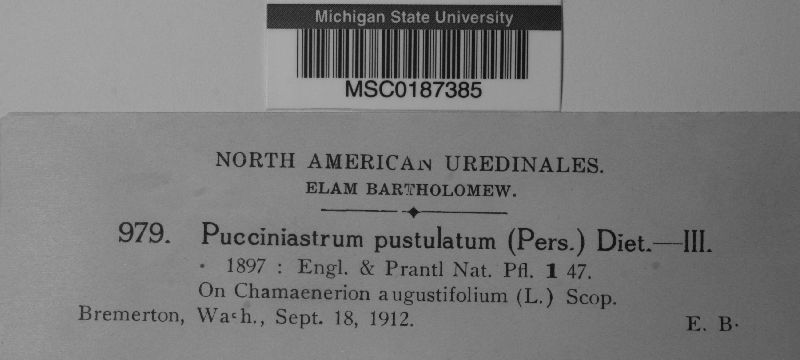 Michigan State University
MSC0187385
NORTH AMERICAN UREDINALES.
ELAM BARTHOLOMEW.
979. Pucciniastrum pustulatum (Pers.) Diet.—III.
1897 : Engl. & Prantl Nat. Pfl. 1 47.
On Chamaenerion augustifolium (L.) Scop.
Bremerton, Wash., Sept. 18, 1912. E. B.